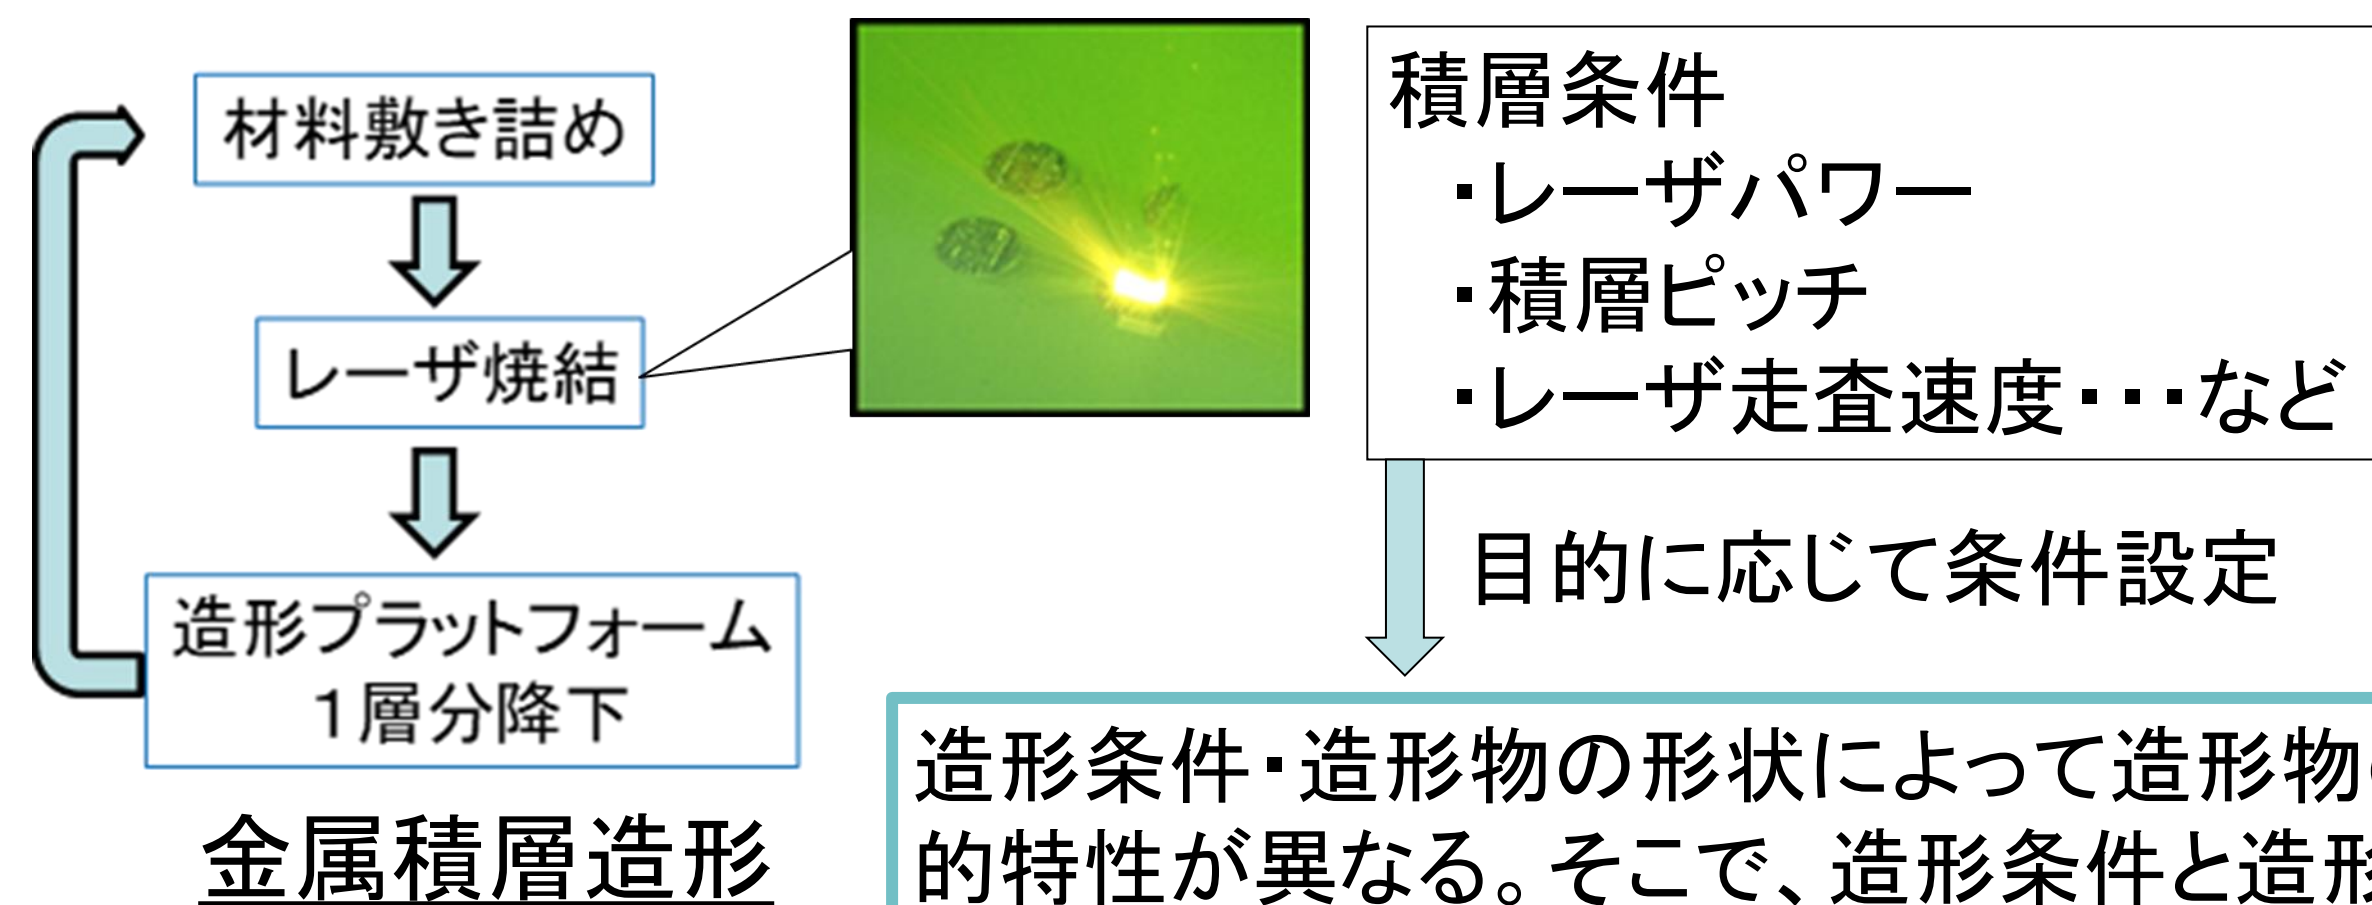 材料敷き詰め
レーザ焼結
造形プラットフォーム
１層分降下
金属積層造形
積層条件
・レーザパワー
・積層ピッチ
・レーザ走査速度・・・など
目的に応じて条件設定
造形条件・造形物の形状によって造形物
的特性が異なる。そこで、造形条件と造形